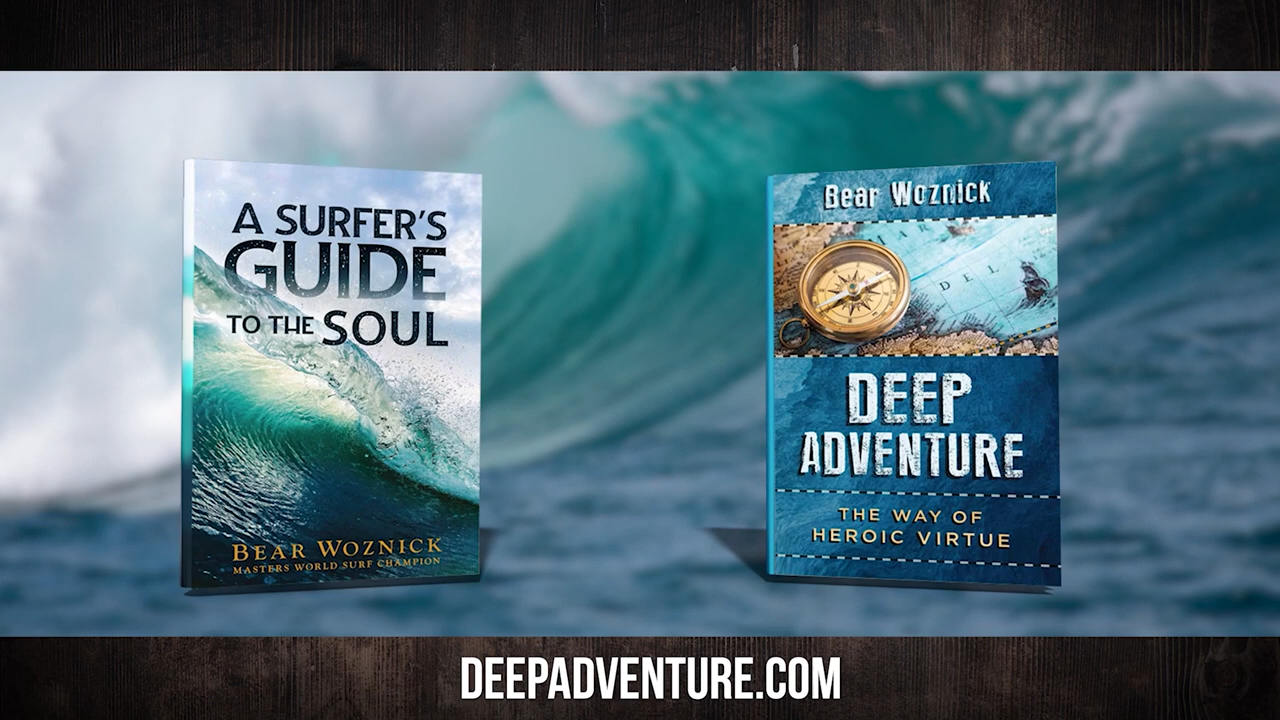 A SURFER'S
GUIDE
TO THE SOUL
BEAR WOZNICK
MASTERS WORLD SURF CHAMPION
Bear Woznick
DEL
DEEP
ADVENTURE
THE WAY OF
HEROIC VIRTUE
DEEPADVENTURE.COM